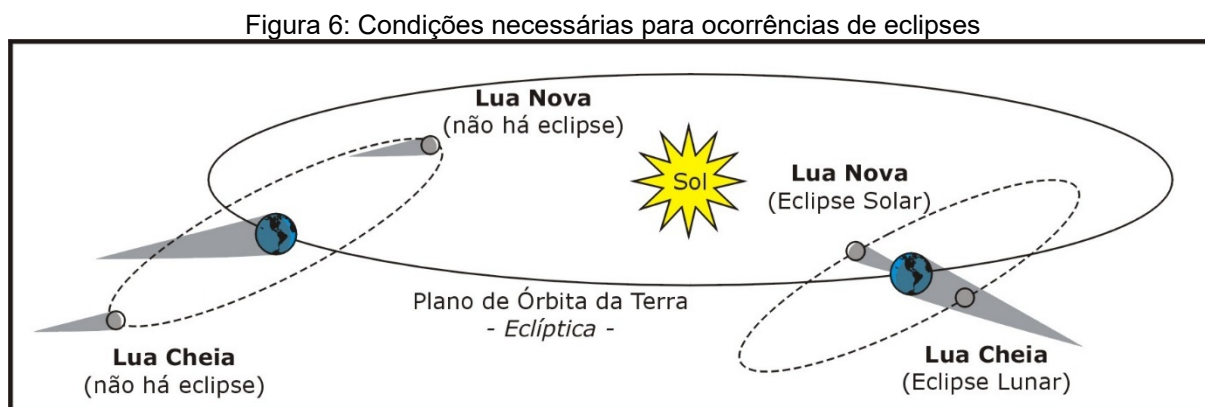 Figura 6: Condições necessárias para ocorrências de eclipses
Lua Nova
(não há eclipse)
Sol
Lua Nova
(Eclipse Solar)
Plano de Órbita da Terra
- Eclíptica -
Lua Cheia
(não há eclipse)
Lua Cheia
(Eclipse Lunar)